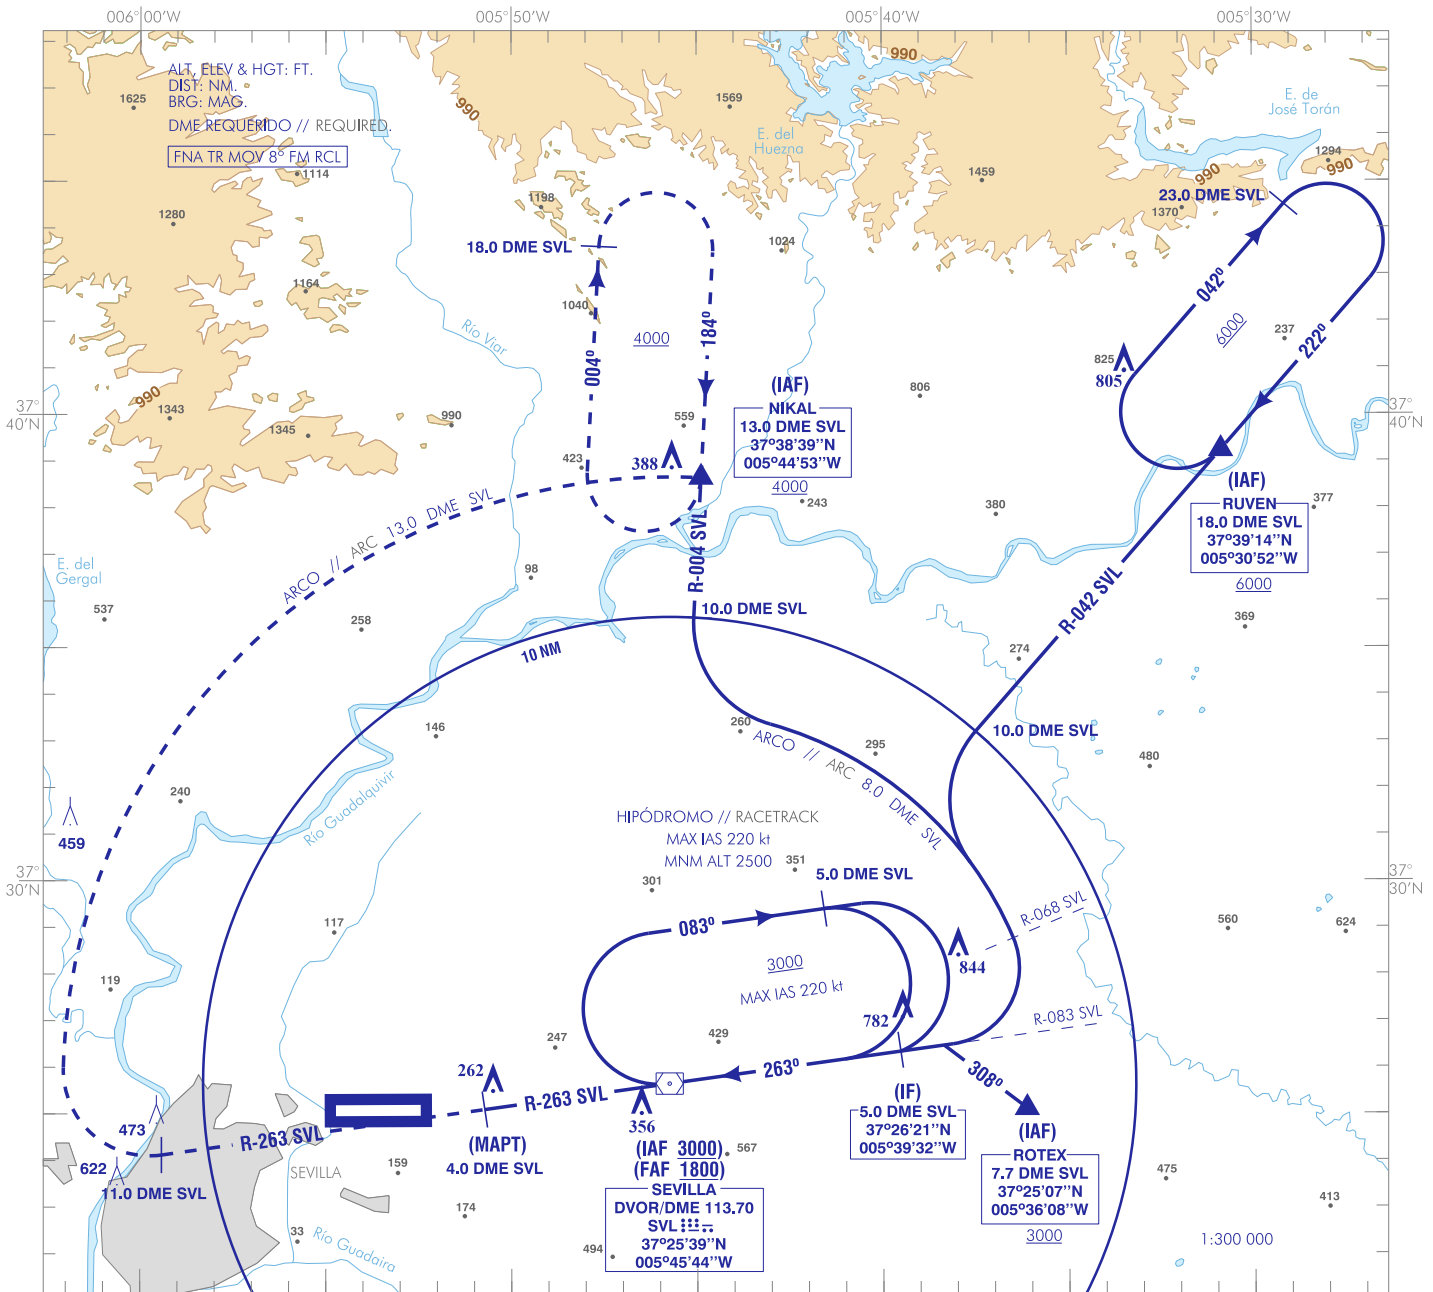 006°00'W
005°50'W
005°40'W
005°30'W
ALT, ELEV & HGT: FT.
DIST: NM.
BRG: MAG.
DME REQUERIDO // REQUIRED.
FNA TR MOV 8° FM RCL
1625
990
1569
990
E. del
Huezna
E. de
José Torán
1294
990
990
1114
1459
23.0 DME SVL
1370
1198
1280
18.0 DME SVL
1024
1164
1040
042°
6000
237
222°
Río Viar
4000
184°
004°
825
805
990
1343
1345
990
559
806
37°
40'N
37°
40'N
(IAF)
NIKAL
13.0 DME SVL
37°38'39''N
005°44'53''W
4000
423
388
243
380
377
(IAF)
RUVEN
18.0 DME SVL
37°39'14''N
005°30'52''W
6000
ARCO // ARC 13.0 DME SVL
R-004 SVL
R-042 SVL
E. del
Gergal
98
537
258
369
10.0 DME SVL
10 NM
274
260
146
295
10.0 DME SVL
480
ARCO // ARC 8.0 DME SVL
240
459
Río Guadalquivir
HIPÓDROMO // RACETRACK
MAX IAS 220 kt
MNM ALT 2500
351
301
5.0 DME SVL
37°
30'N
37°
30'N
R-068 SVL
117
083°
560
624
844
3000
MAX IAS 220 kt
119
782
R-083 SVL
247
429
262
263°
308°
R-263 SVL
356
473
R-263 SVL
(MAPT)
4.0 DME SVL
(IF)
5.0 DME SVL
37°26'21''N
005°39'32''W
(IAF)
ROTEX
7.7 DME SVL
37°25'07''N
005°36'08''W
3000
(IAF 3000)
(FAF 1800)
567
SEVILLA
DVOR/DME 113.70
SVL
37°25'39''N
005°45'44''W
622
11.0 DME SVL
SEVILLA
159
174
33
Río Guadaira
494
475
413
1:300 000